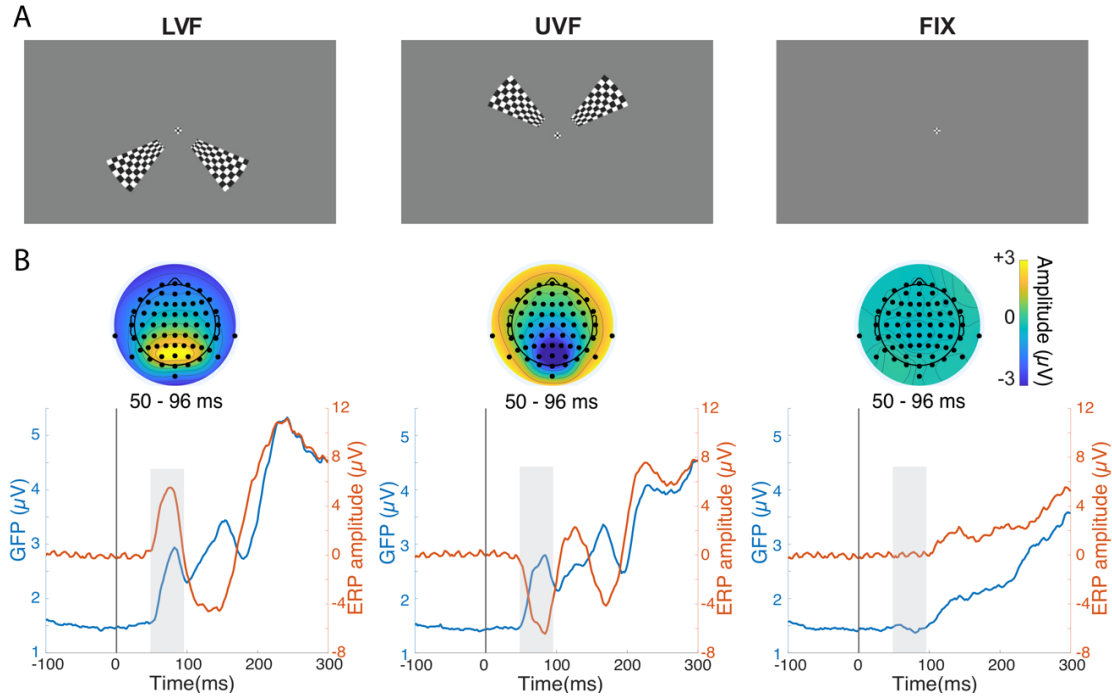 A
LVF
UVF
FIX
B
+3
0
-3
Amplitude (µV)
50 - 96 ms
50 - 96 ms
50 - 96 ms
5
4
3
2
1
GFP (µV)
12
8
4
0
-4
-8
ERP amplitude (µV)
-100
0
100
200
300
Time(ms)
5
4
3
2
1
GFP (µV)
12
8
4
0
-4
-8
ERP amplitude (µV)
-100
0
100
200
300
Time(ms)
5
4
3
2
1
GFP (µV)
12
8
4
0
-4
-8
ERP amplitude (µV)
-100
0
100
200
300
Time(ms)